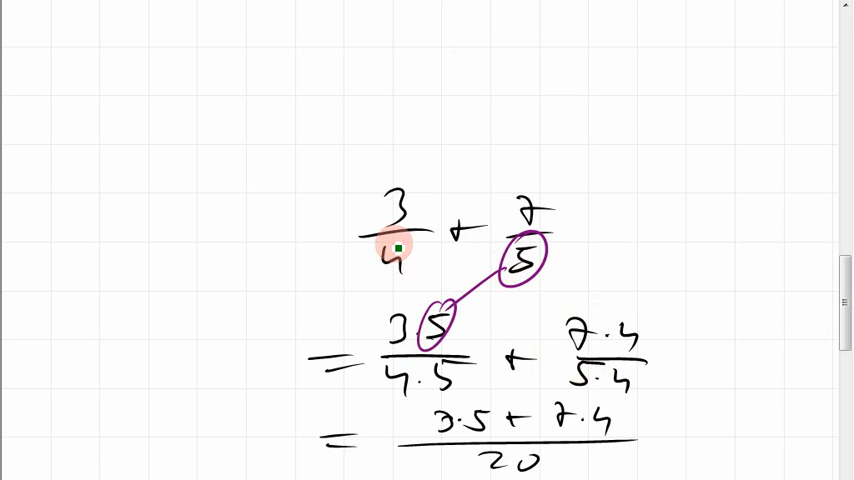 3/4 + 7/5
= 3.5/4.5 + 7.4/5.4
= 3.5 + 7.4/20